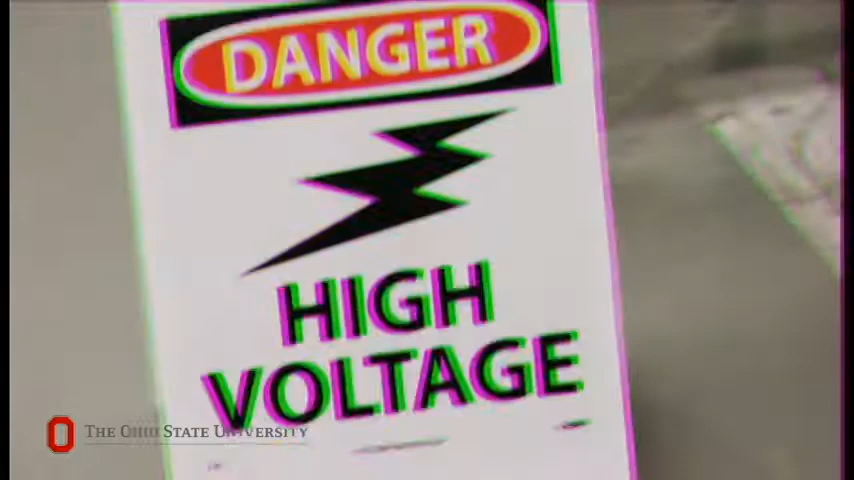 DANGER
HIGH
VOLTAGE
THE OHIO STATE UNIVERSITY